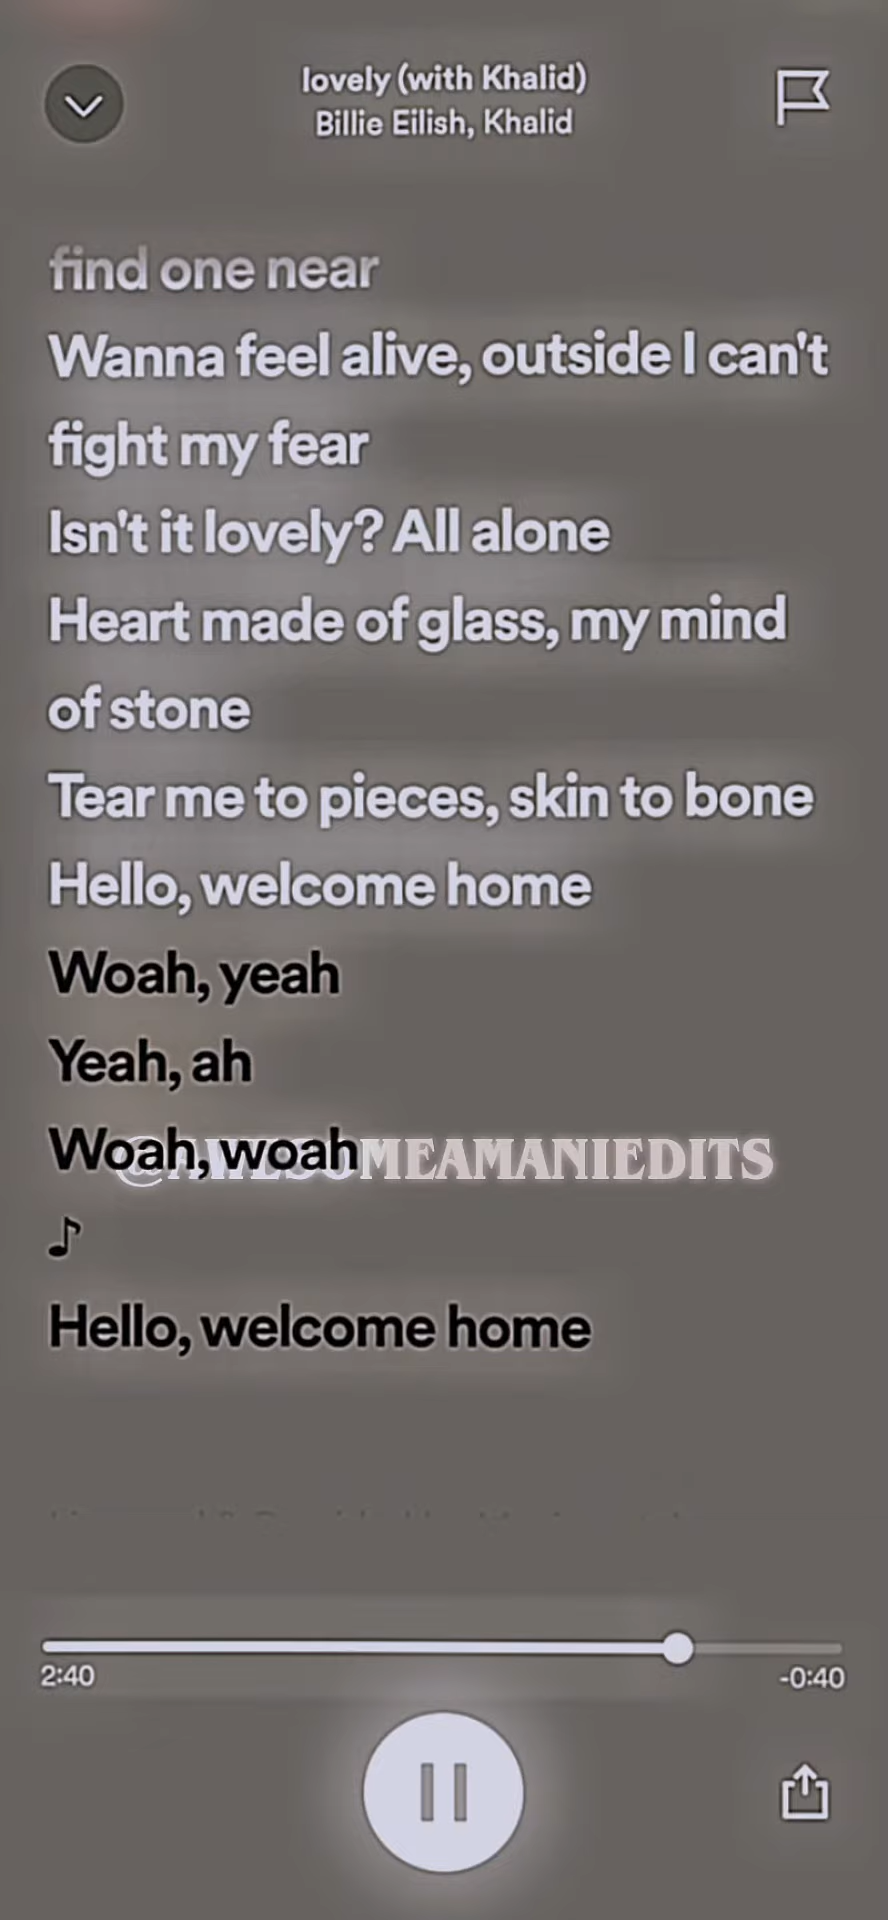 lovely (with Khalid)
Billie Eilish, Khalid
find one near
Wanna feel alive, outside I can't
fight my fear
Isn't it lovely? All alone
Heart made of glass, my mind
of stone
Tear me to pieces, skin to bone
Hello, welcome home
Woah, yeah
Yeah, ah
Woah, woah
@AWESOMEAMANIEDITS
♪
Hello, welcome home
2:40
-0:40